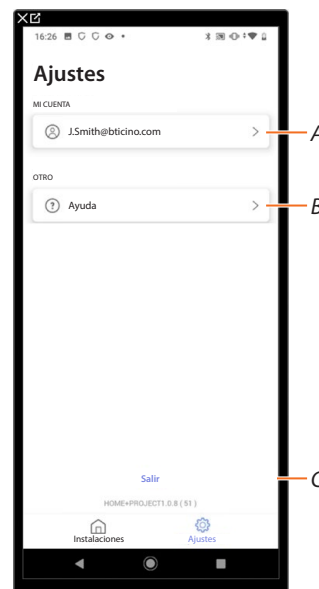 16:26
Ajustes
MI CUENTA
J.Smith@bticino.com
A
OTRO
Ayuda
B
Salir
C
HOME+PROJECT1.0.8 ( 51 )
Instalaciones
Ajustes